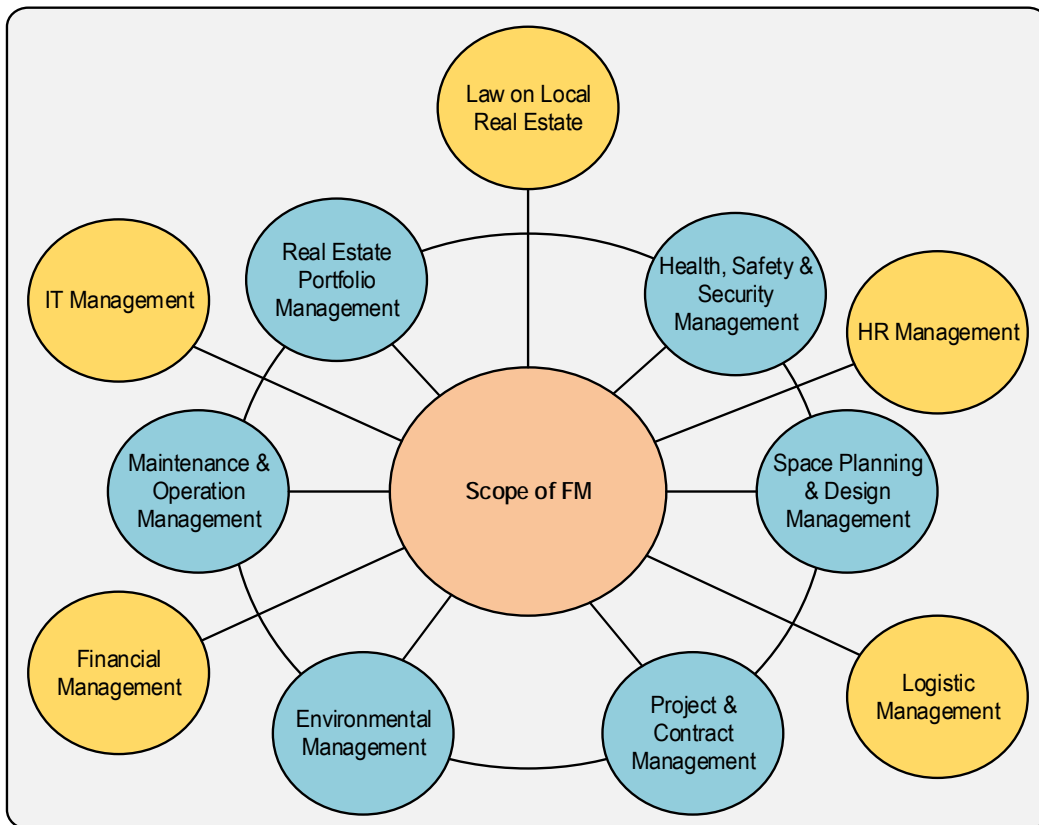 Law on Local
Real Estate
Real Estate
Portfolio
Management
Health, Safety &
Security
Management
IT Management
HR Management
Maintenance &
Operation
Management
Scope of FM
Space Planning
& Design
Management
Financial
Management
Environmental
Management
Project &
Contract
Management
Logistic
Management